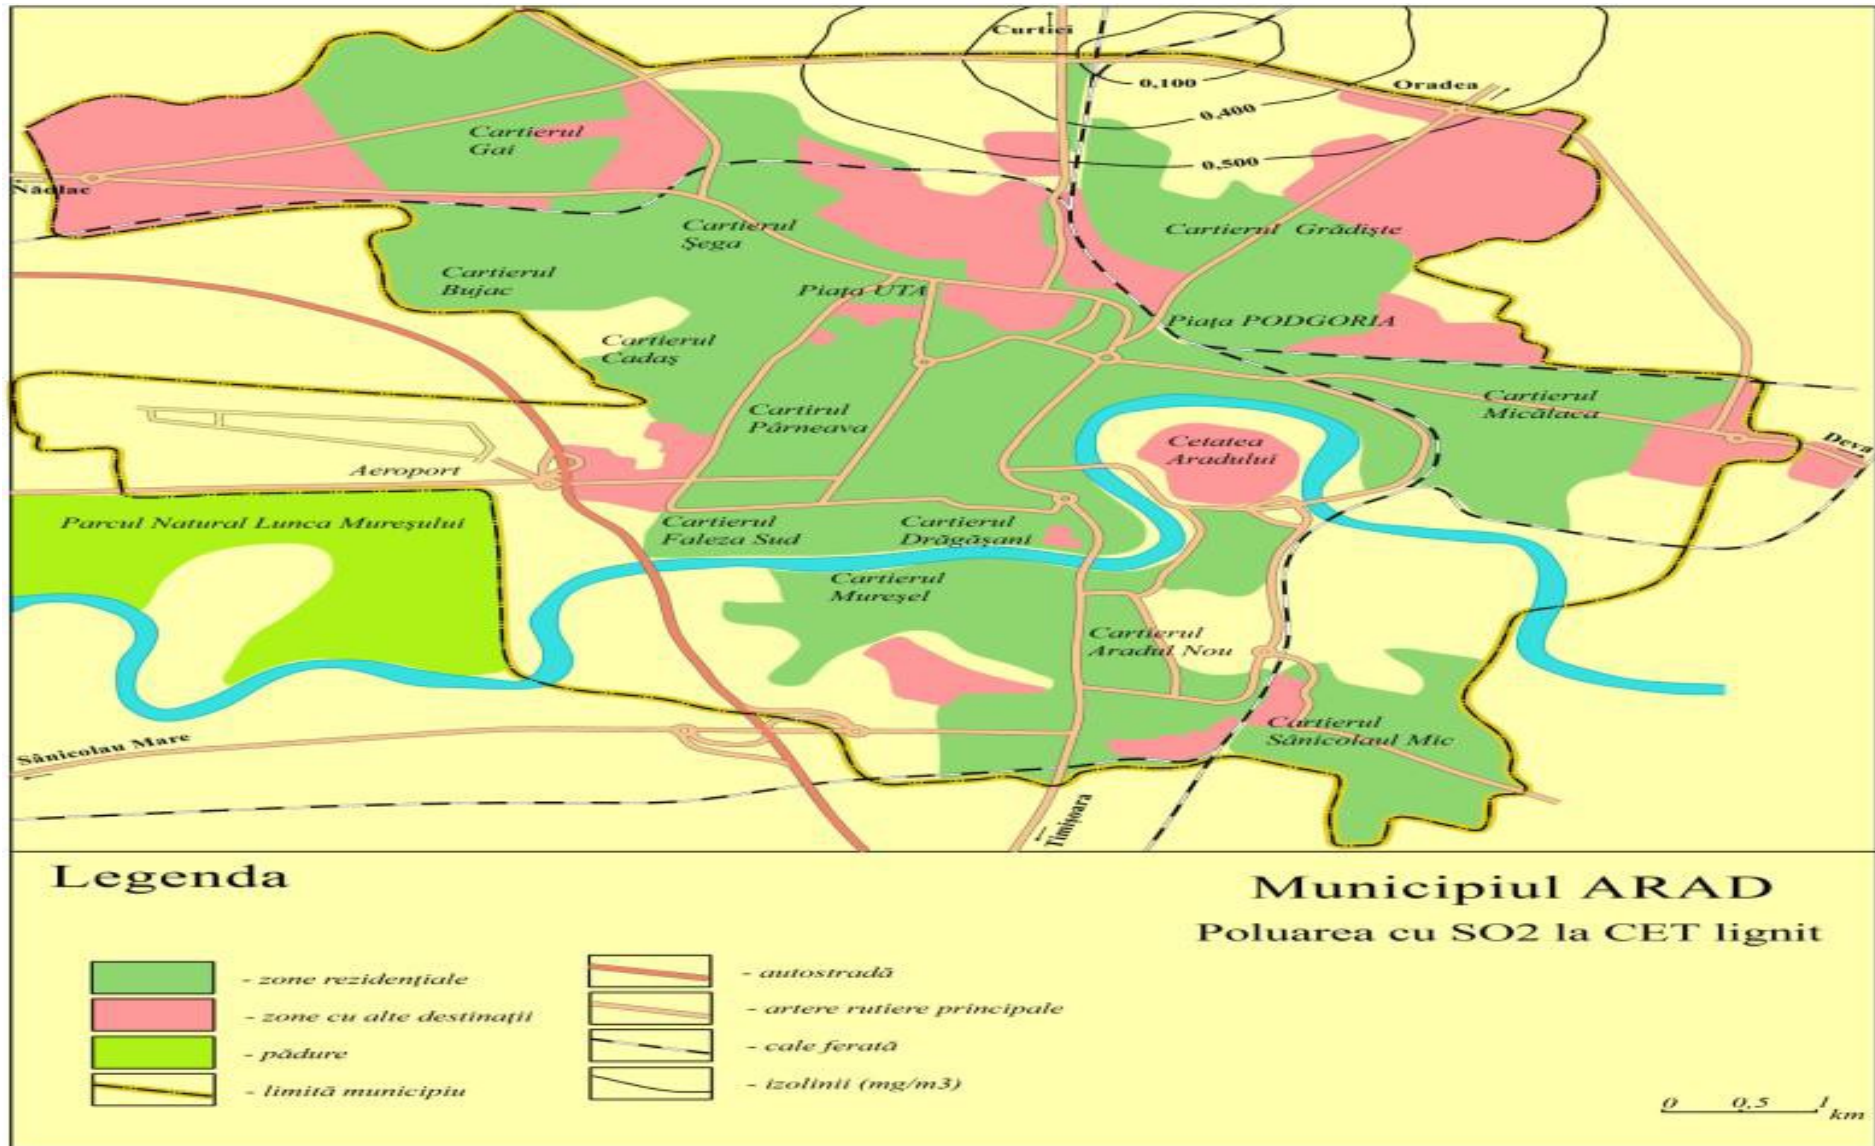 Curtici
0,100
Oradea
0,400
Cartierul
Gai
0,500
Nădlac
Cartierul
Şega
Cartierul Grădişte
Cartierul
Bujac
Piaţa UTA
Piaţa PODGORIA
Cartierul
Cadaş
Cartierul
Micălaca
Cartirul
Pârneava
Cetatea
Aradului
Deva
Aeroport
Parcul Natural Lunca Mureşului
Cartierul
Faleza Sud
Cartierul
Drăgăşani
Cartierul
Mureşel
Cartierul
Aradul Nou
Cartierul
Sânicolaul Mic
Sânicolau Mare
Timişoara
Legenda
Municipiul ARAD
Poluarea cu SO2 la CET lignit
- zone rezidenţiale
- zone cu alte destinaţii
- pădure
- limită municipiu
- autostradă
- artere rutiere principale
- cale ferată
- izolinii (mg/m3)
0 0,5 1
km